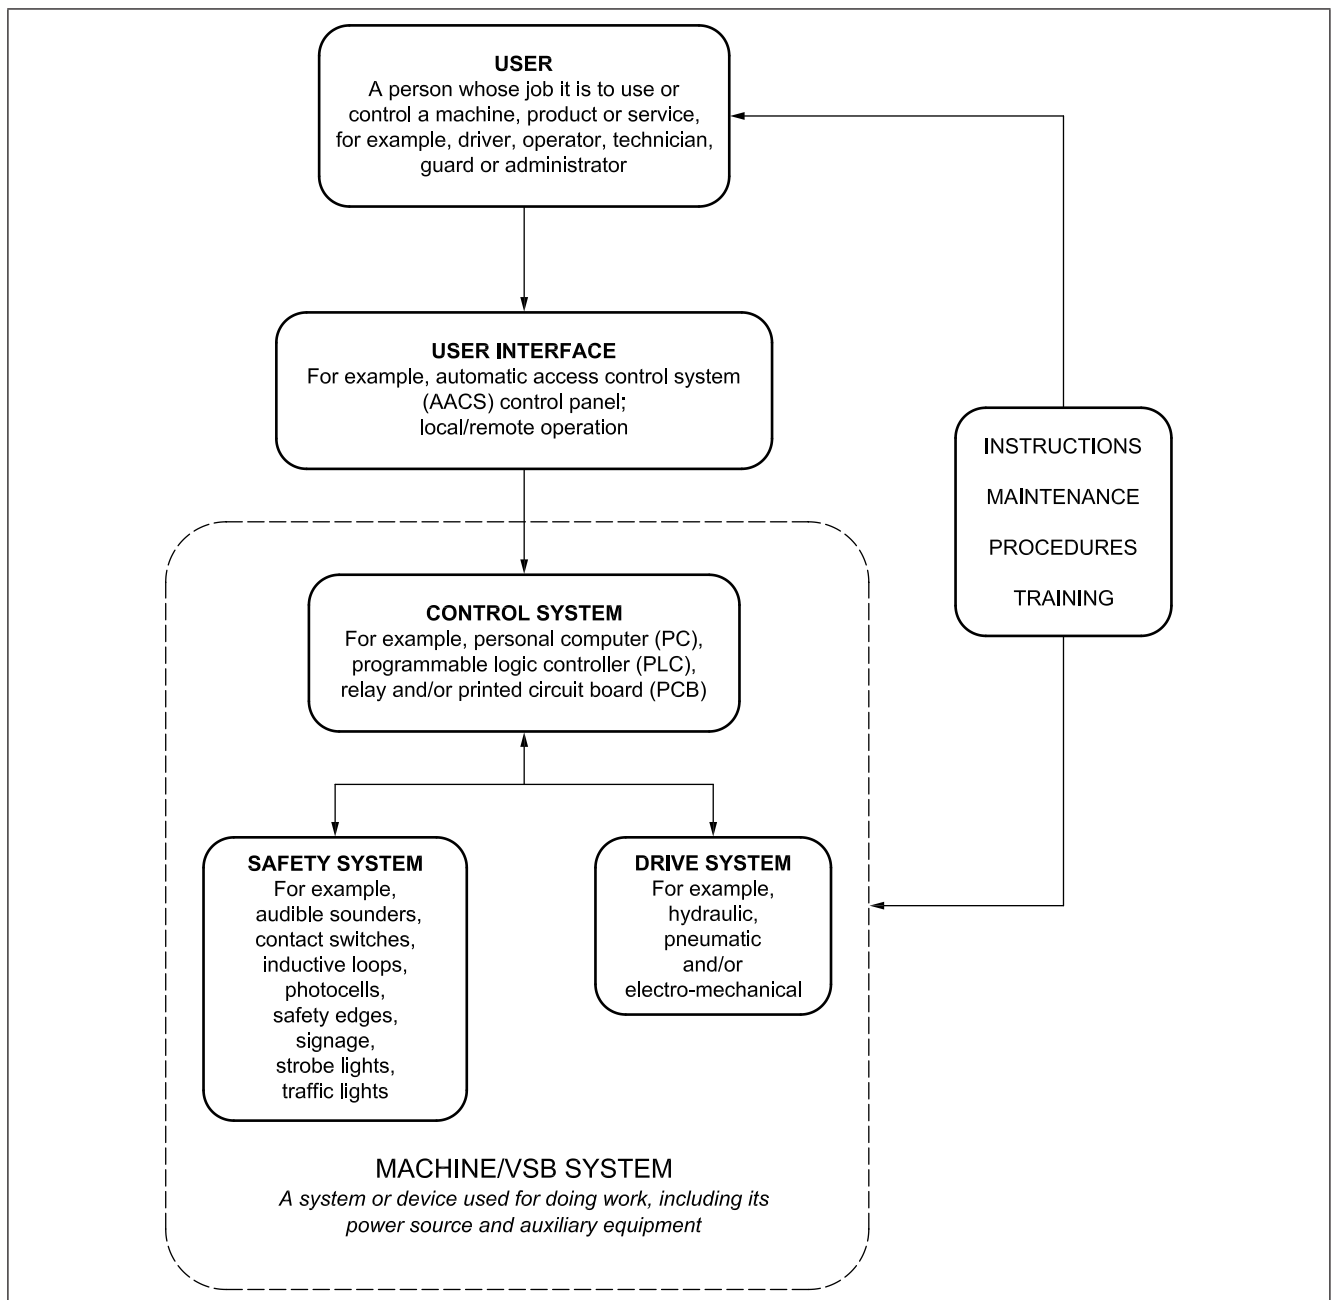 USER
A person whose job it is to use or
control a machine, product or service,
for example, driver, operator, technician,
guard or administrator
USER INTERFACE
For example, automatic access control system
(AACS) control panel;
local/remote operation
INSTRUCTIONS
MAINTENANCE
PROCEDURES
TRAINING
CONTROL SYSTEM
For example, personal computer (PC),
programmable logic controller (PLC),
relay and/or printed circuit board (PCB)
SAFETY SYSTEM
For example,
audible sounders,
contact switches,
inductive loops,
photocells,
safety edges,
signage,
strobe lights,
traffic lights
DRIVE SYSTEM
For example,
hydraulic,
pneumatic
and/or
electro-mechanical
MACHINE/VSB SYSTEM
A system or device used for doing work, including its
power source and auxiliary equipment